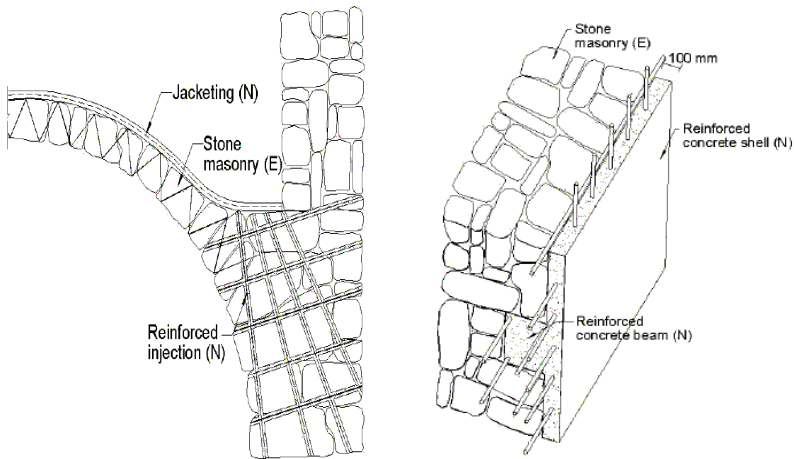 Jacketing (N)
Stone
masonry (E)
Reinforced
injection (N)
Stone
masonry (E)
100 mm
Reinforced
concrete shell (N)
Reinforced
concrete beam (N)